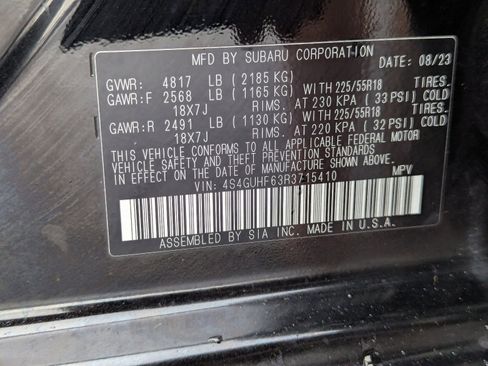 MFD BY SUBARU CORPORATION DATE: 08/23
GVWR: 4817 LB (2185 KG)
GAWR:F 2568 LB (1165 KG) WITH 225/55R18 TIRES.
18X7J RIMS. AT 230 KPA (33 PSI) COLD
GAWR:R 2491 LB (1130 KG) WITH 225/55R18 TIRES.
18X7J RIMS. AT 220 KPA (32 PSI) COLD
THIS VEHICLE CONFORMS TO ALL APPLICABLE FEDERAL MOTOR
VEHICLE SAFETY, BUMPER, AND THEFT PREVENTION STANDARDS
IN EFFECT ON THE DATE OF MANUFACTURE SHOWN ABOVE.
VIN: 4S4GUHF63R3715410 MPV
ASSEMBLED BY SIA INC. MADE IN U.S.A.